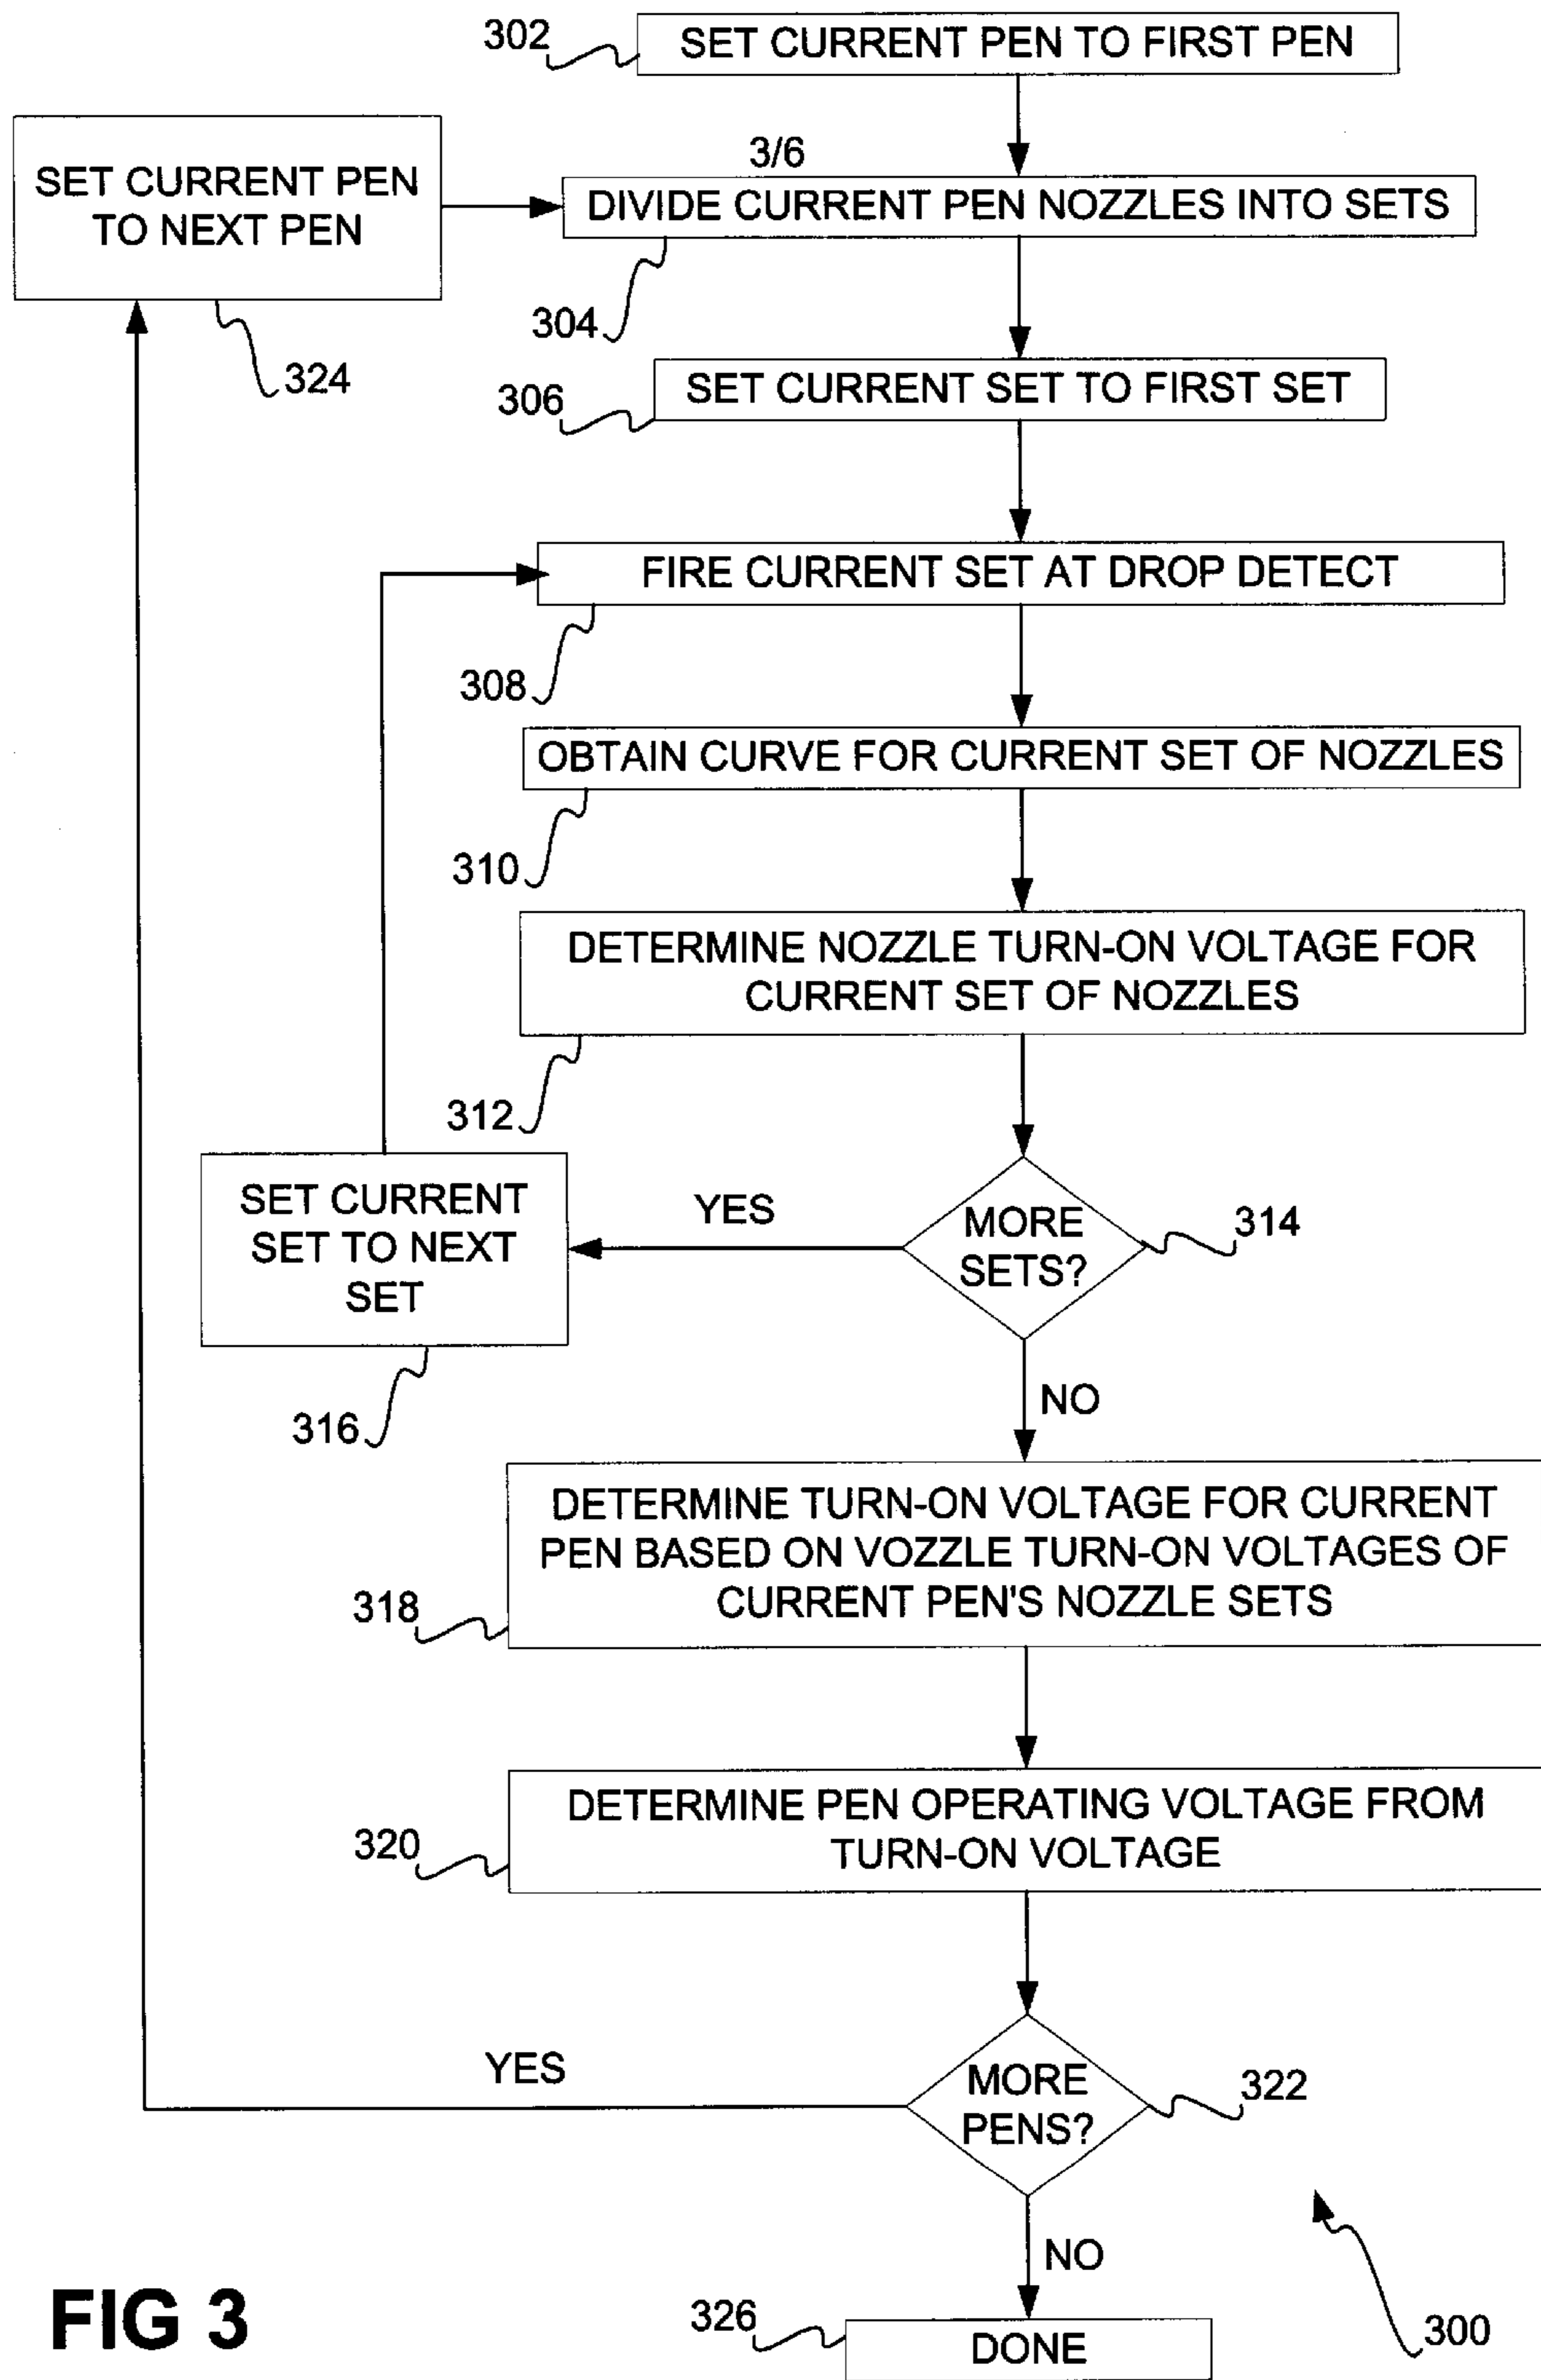 302
SET CURRENT PEN TO FIRST PEN
3/6
SET CURRENT PEN
TO NEXT PEN
DIVIDE CURRENT PEN NOZZLES INTO SETS
304
324
SET CURRENT SET TO FIRST SET
306
FIRE CURRENT SET AT DROP DETECT
308
OBTAIN CURVE FOR CURRENT SET OF NOZZLES
310
DETERMINE NOZZLE TURN-ON VOLTAGE FOR
CURRENT SET OF NOZZLES
312
SET CURRENT
SET TO NEXT
SET
YES
MORE
SETS?
314
316
NO
DETERMINE TURN-ON VOLTAGE FOR CURRENT
PEN BASED ON VOZZLE TURN-ON VOLTAGES OF
CURRENT PEN'S NOZZLE SETS
318
DETERMINE PEN OPERATING VOLTAGE FROM
TURN-ON VOLTAGE
320
YES
MORE
PENS?
322
NO
326
DONE
300
FIG 3